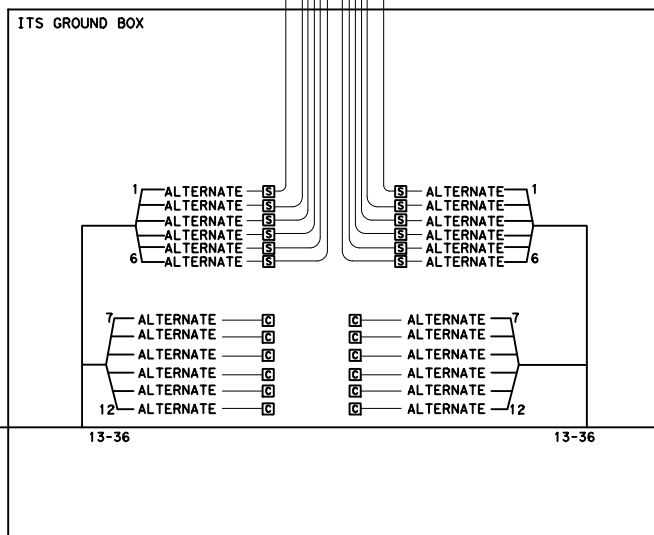 ITS GROUND BOX
1 ALTERNATE S S ALTERNATE 1
ALTERNATE S S ALTERNATE
ALTERNATE S S ALTERNATE
ALTERNATE S S ALTERNATE
ALTERNATE S S ALTERNATE
6 ALTERNATE S S ALTERNATE 6
7 ALTERNATE C C ALTERNATE 7
ALTERNATE C C ALTERNATE
ALTERNATE C C ALTERNATE
ALTERNATE C C ALTERNATE
ALTERNATE C C ALTERNATE
12 ALTERNATE C C ALTERNATE 12
13-36 13-36